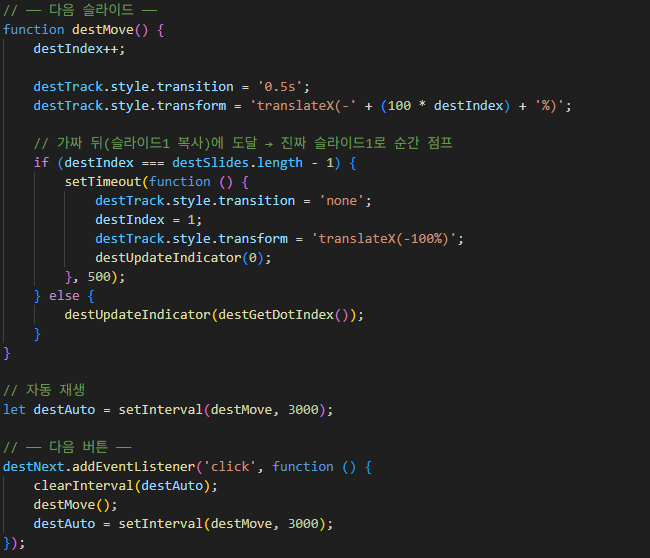 // ── 다음 슬라이드 ──
function destMove() {
    destIndex++;

    destTrack.style.transition = '0.5s';
    destTrack.style.transform = 'translateX(-' + (100 * destIndex) + '%)';

    // 가짜 뒤(슬라이드1 복사)에 도달 → 진짜 슬라이드1로 순간 점프
    if (destIndex === destSlides.length - 1) {
        setTimeout(function () {
            destTrack.style.transition = 'none';
            destIndex = 1;
            destTrack.style.transform = 'translateX(-100%)';
            destUpdateIndicator(0);
        }, 500);
    } else {
        destUpdateIndicator(destGetDotIndex());
    }
}

// 자동 재생
let destAuto = setInterval(destMove, 3000);

// ── 다음 버튼 ──
destNext.addEventListener('click', function () {
    clearInterval(destAuto);
    destMove();
    destAuto = setInterval(destMove, 3000);
});